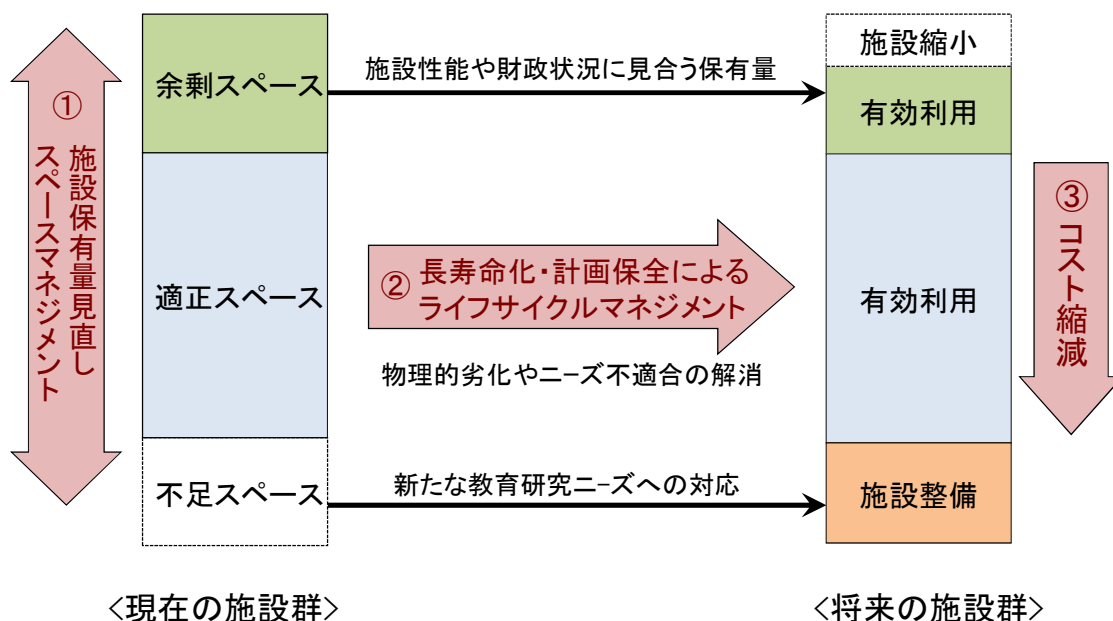 ①
施設保有量見直し
スペースマネジメント
余剰スペース
適正スペース
不足スペース
<現在の施設群>
施設性能や財政状況に見合う保有量
② 長寿命化・計画保全による
ライフサイクルマネジメント
物理的劣化やニーズ不適合の解消
新たな教育研究ニーズへの対応
施設縮小
有効利用
有効利用
施設整備
<将来の施設群>
③
コスト縮減